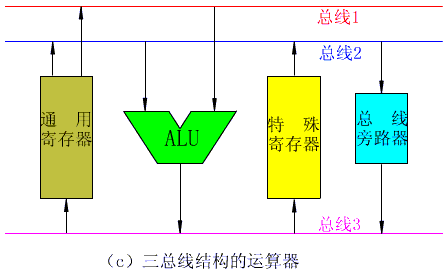 总线1
总线2
通 用
寄存器
ALU
特 殊
寄存器
总 线
旁路器
总线3
（c）三总线结构的运算器